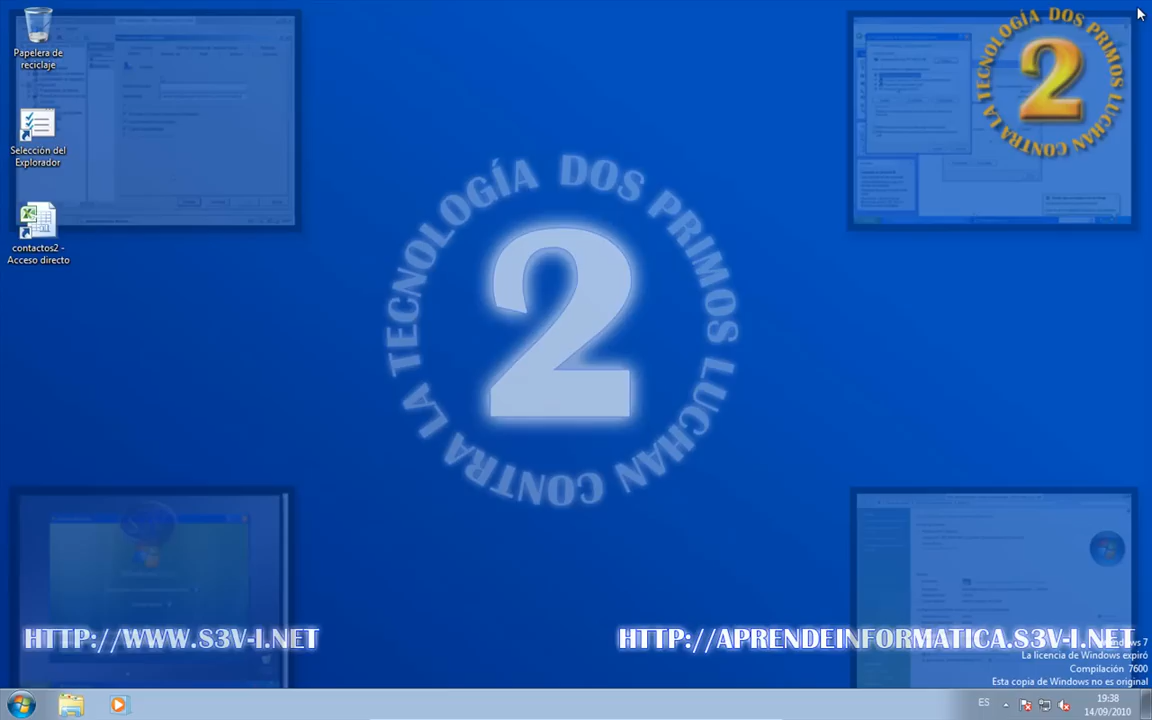 Papelera de
reciclaje
Selección del
Explorador
contactos2 -
Acceso directo
DOS PRIMOS LUCHAN CONTRA LA TECNOLOGÍA
2
DOS PRIMOS LUCHAN CONTRA LA TECNOLOGÍA
2
HTTP://WWW.S3V-I.NET
HTTP://APRENDEINFORMATICA.S3V-I.NET
Windows 7
La licencia de Windows expiró
Compilación 7600
Esta copia de Windows no es original
ES
19:38
14/09/2010